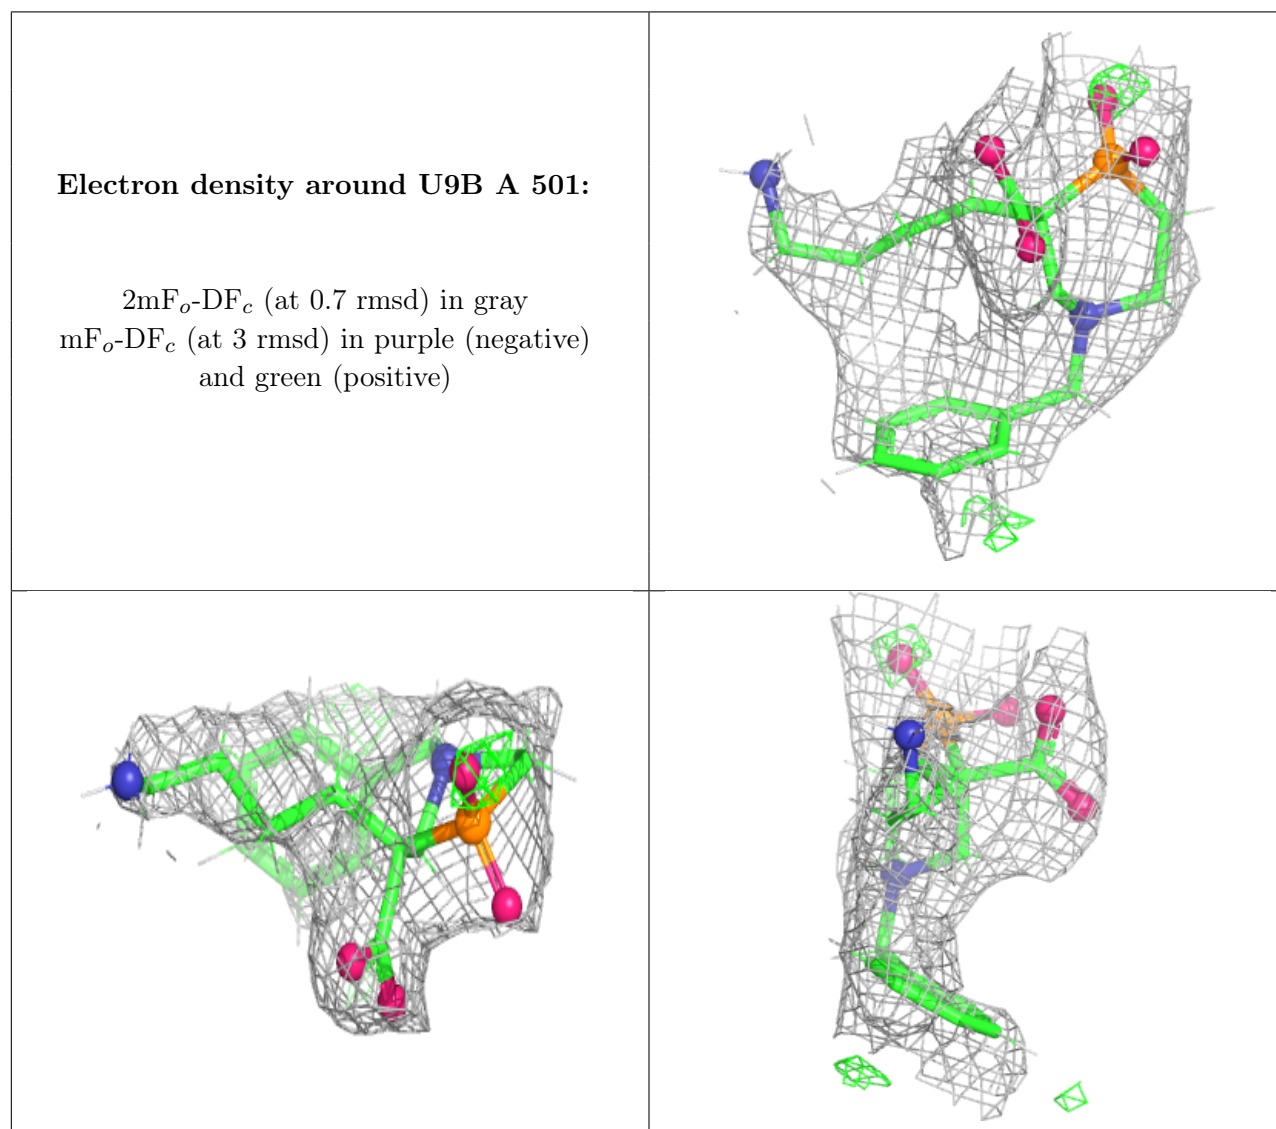 Electron density around U9B A 501:
2mFo-DFc (at 0.7 rmsd) in gray
mFo-DFc (at 3 rmsd) in purple (negative)
and green (positive)